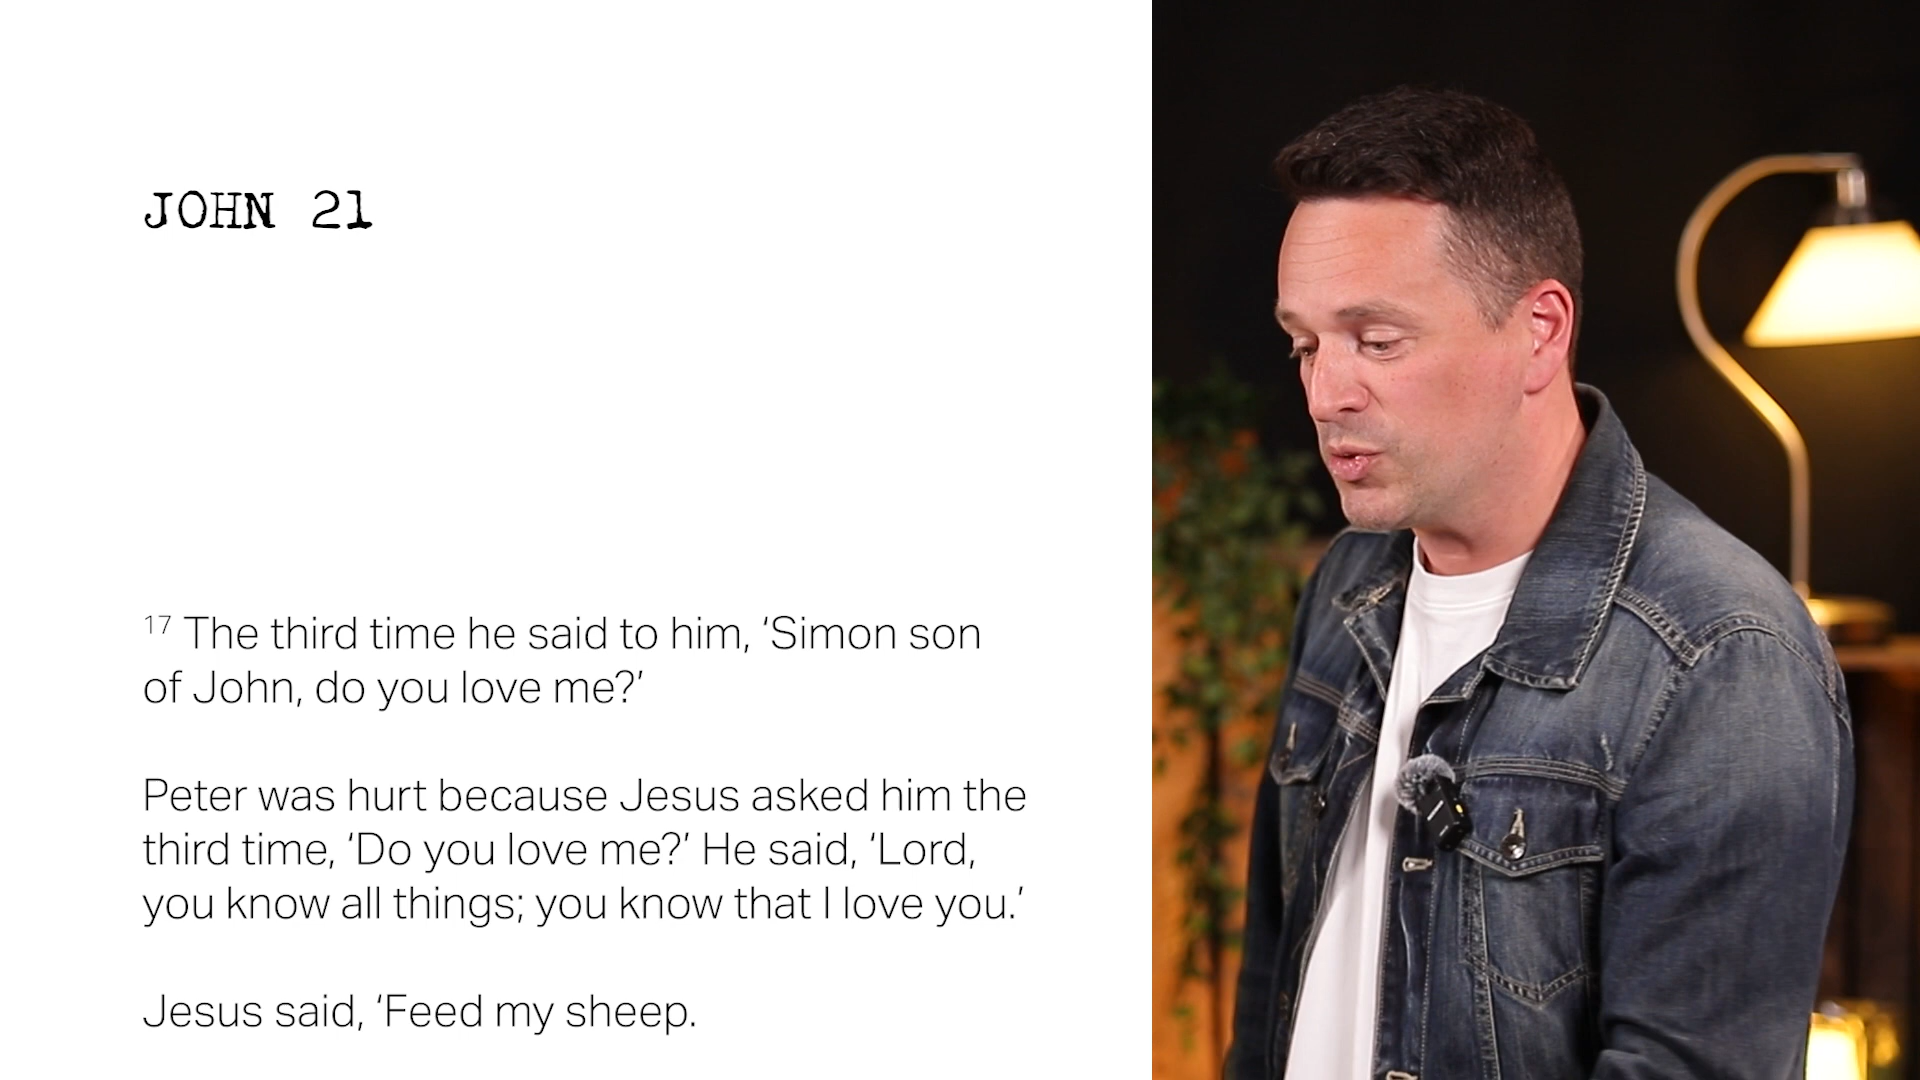 JOHN 21
17 The third time he said to him, ‘Simon son
of John, do you love me?’
Peter was hurt because Jesus asked him the
third time, ‘Do you love me?’ He said, ‘Lord,
you know all things; you know that I love you.’
Jesus said, ‘Feed my sheep.